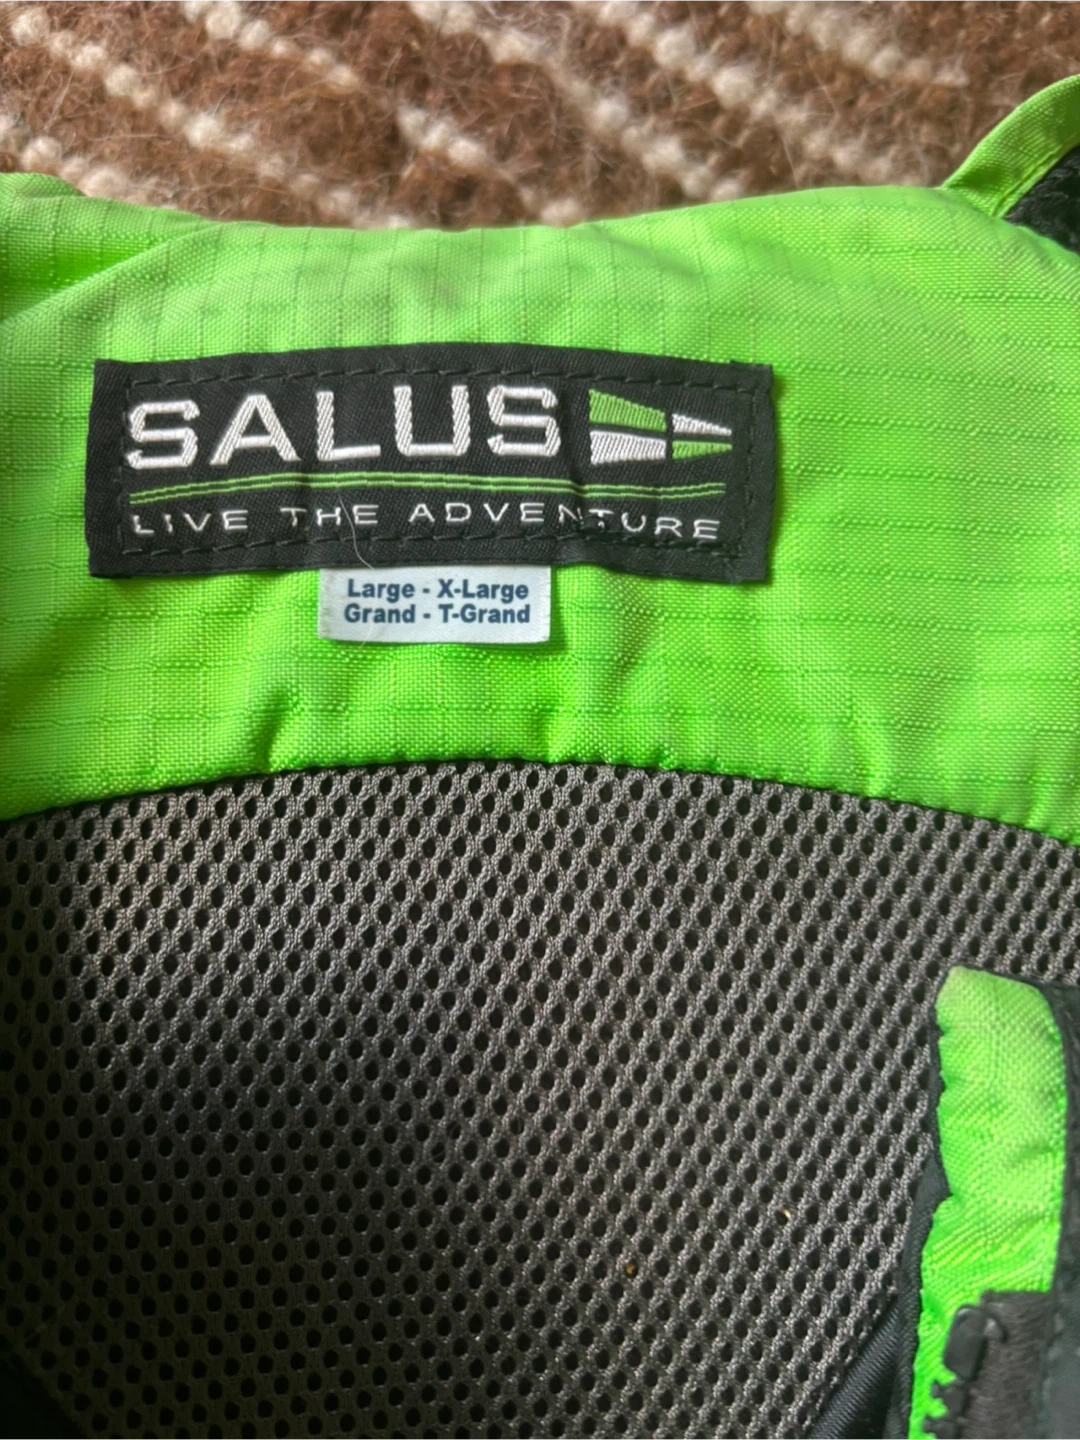 SALUS
LIVE THE ADVENTURE
Large - X-Large
Grand - T-Grand